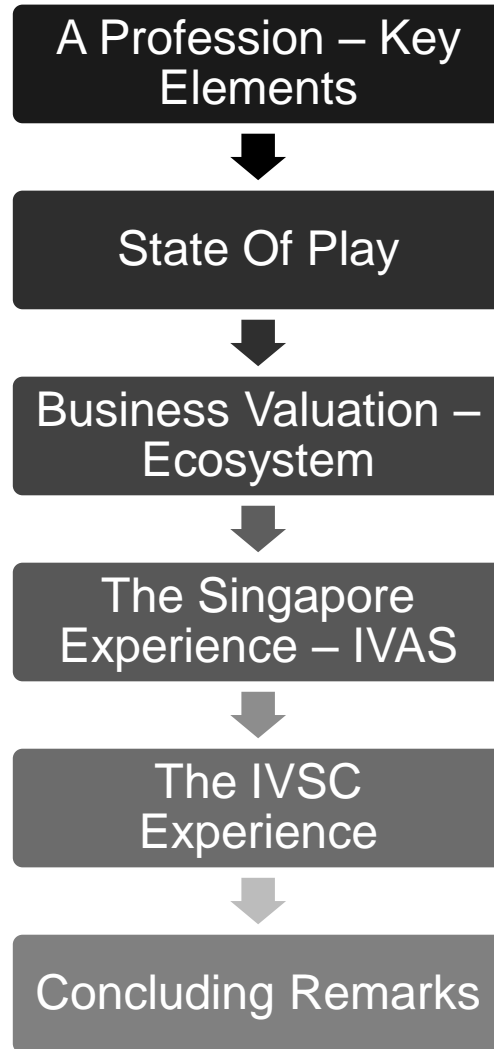 A Profession – Key
Elements
State Of Play
Business Valuation –
Ecosystem
The Singapore
Experience – IVAS
The IVSC
Experience
Concluding Remarks